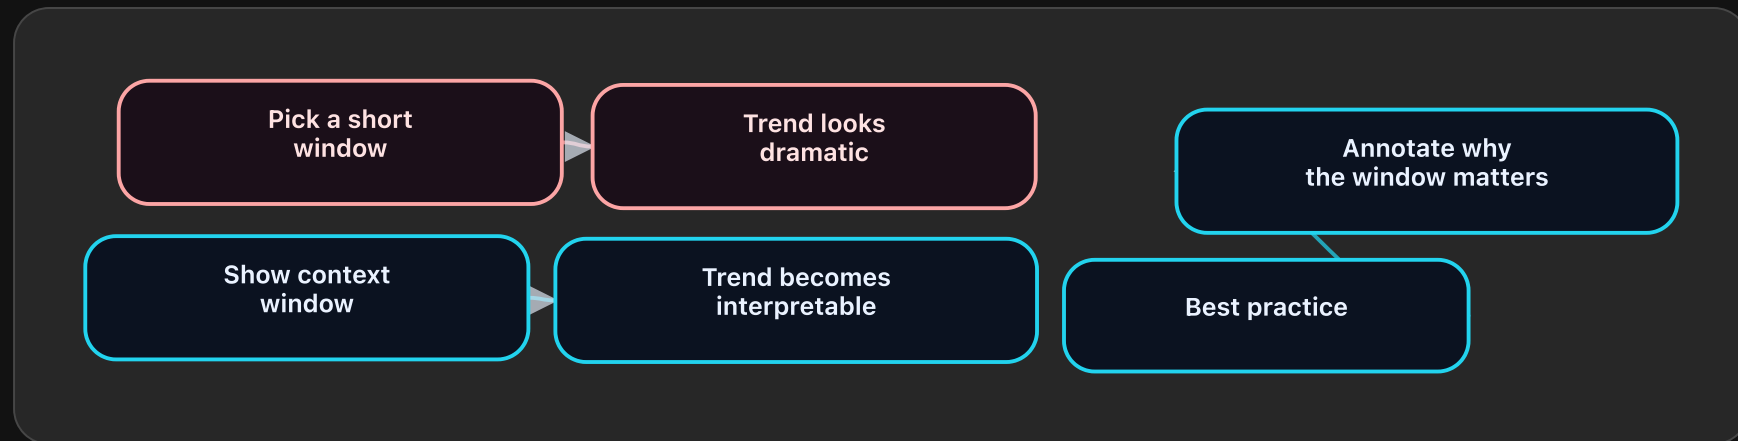 Pick a short
window
Trend looks
dramatic
Annotate why
the window matters
Show context
window
Trend becomes
interpretable
Best practice